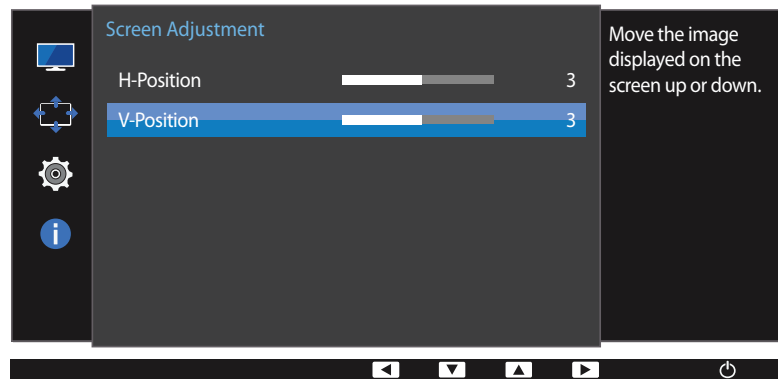 Screen Adjustment
H-Position 3
V-Position 3
Move the image
displayed on the
screen up or down.
i